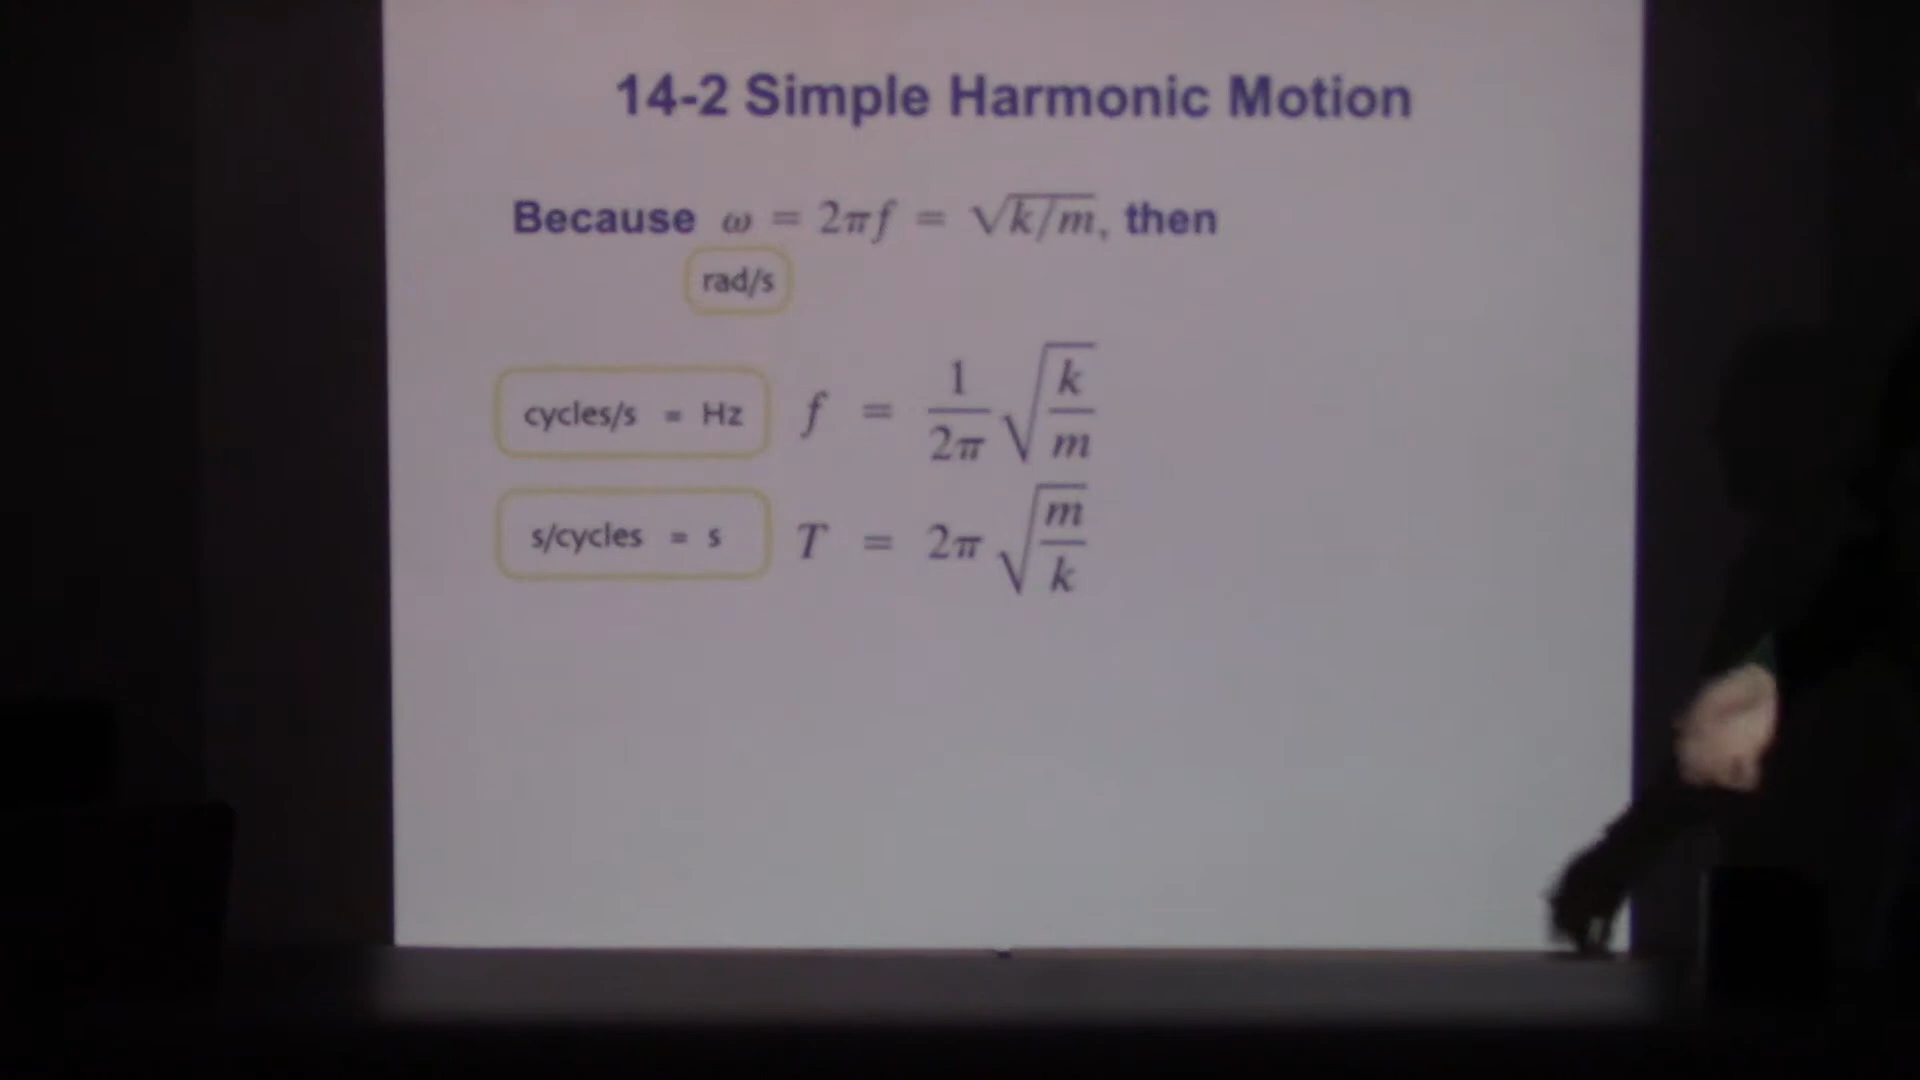 14-2 Simple Harmonic Motion
Because ω = 2πf = √k/m, then
rad/s
cycles/s = Hz f = 1/2π √k/m
s/cycles = s T = 2π √m/k